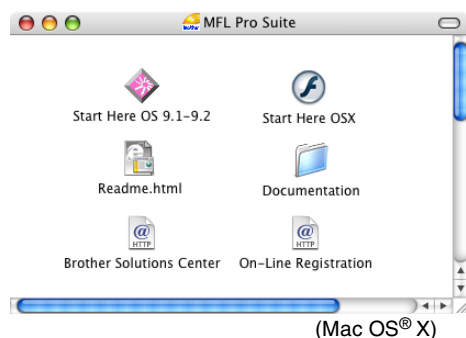 MFL Pro Suite
Start Here OS 9.1-9.2
Start Here OSX
Readme.html
Documentation
@
HTTP
@
HTTP
Brother Solutions Center
On-Line Registration
(Mac OS® X)